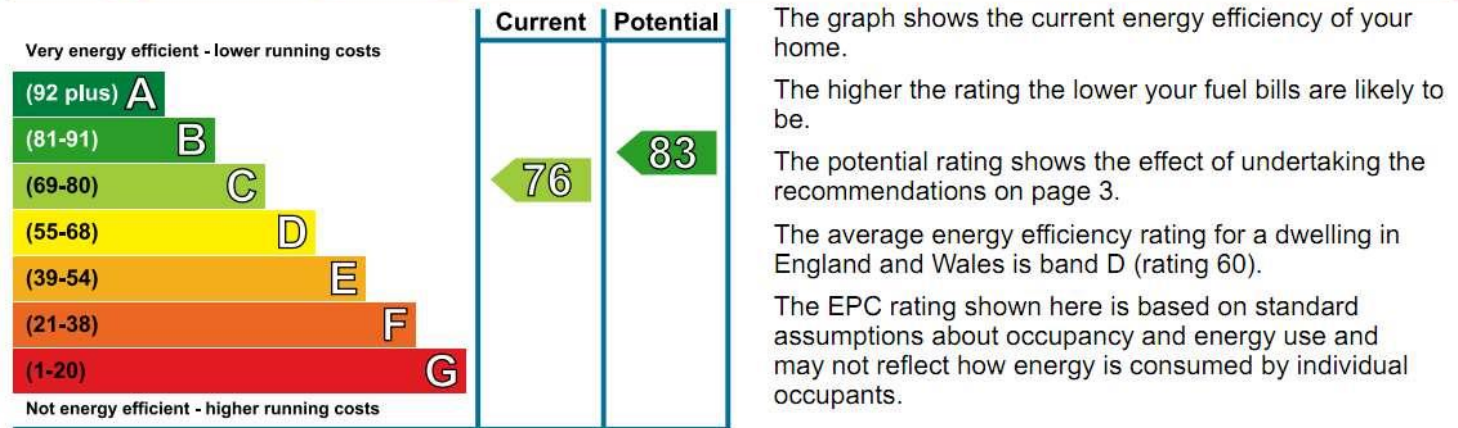 Current Potential
Very energy efficient - lower running costs
(92 plus) A
(81-91) B
83
(69-80) C
76
(55-68) D
(39-54) E
(21-38) F
(1-20) G
Not energy efficient - higher running costs
The graph shows the current energy efficiency of your
home.
The higher the rating the lower your fuel bills are likely to
be.
The potential rating shows the effect of undertaking the
recommendations on page 3.
The average energy efficiency rating for a dwelling in
England and Wales is band D (rating 60).
The EPC rating shown here is based on standard
assumptions about occupancy and energy use and
may not reflect how energy is consumed by individual
occupants.